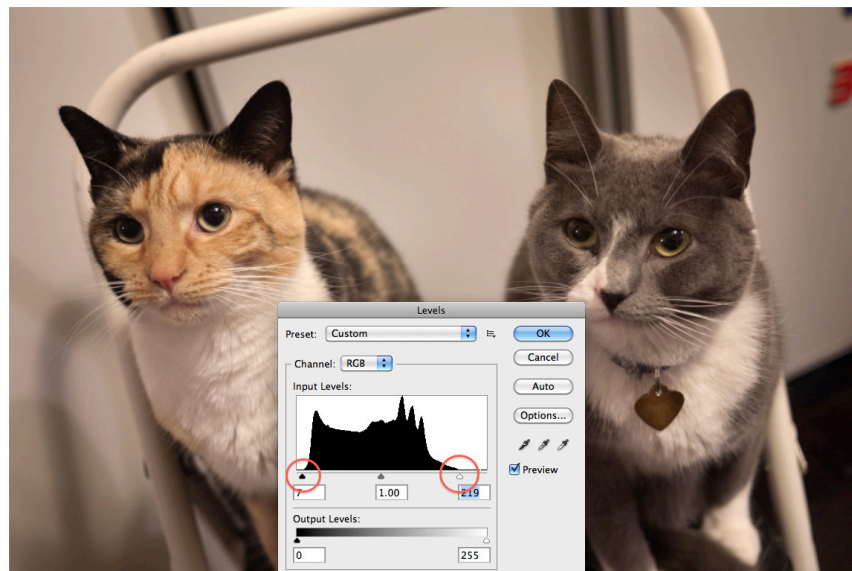 Levels
Preset: Custom
OK
Channel: RGB
Cancel
Input Levels:
Auto
Options...
Preview
7 1.00 219
Output Levels:
0 255